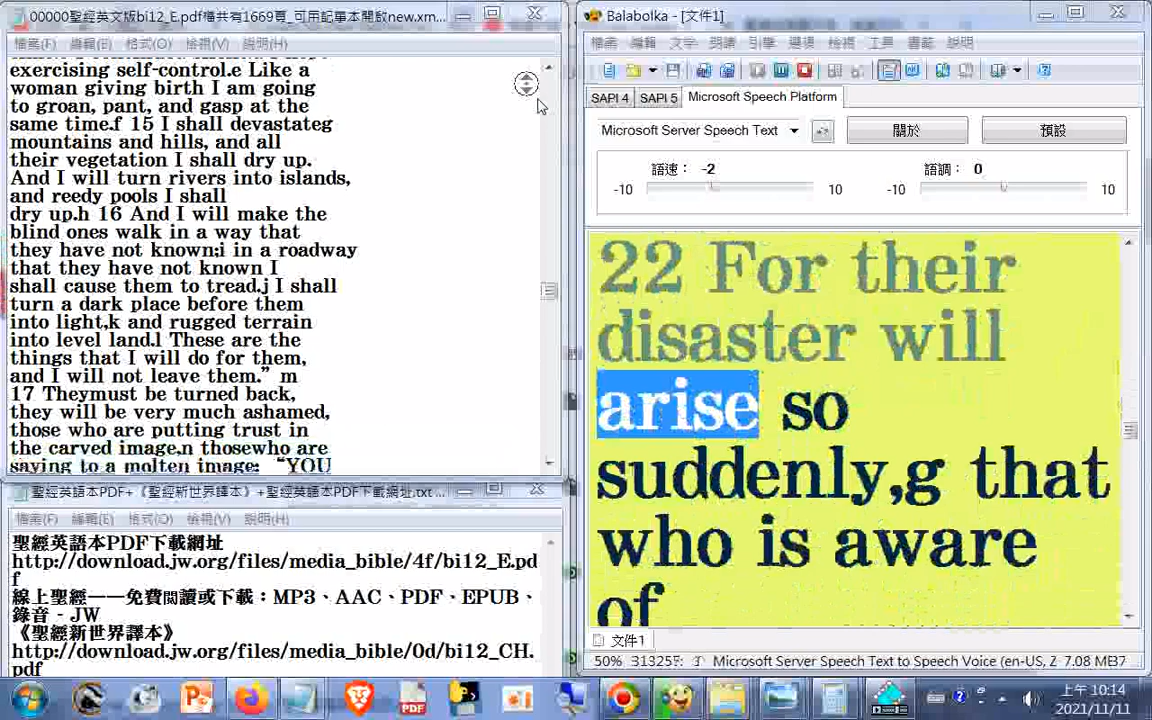 00000聖經英文版bi12_E.pdf檔共有1669頁_可用記事本開啟new.xm...
檔案(F) 編輯(E) 格式(O) 檢視(V) 說明(H)
exercising self-control.e Like a
woman giving birth I am going
to groan, pant, and gasp at the
same time.f 15 I shall devastateg
mountains and hills, and all
their vegetation I shall dry up.
And I will turn rivers into islands,
and reedy pools I shall
dry up.h 16 And I will make the
blind ones walk in a way that
they have not known;i in a roadway
that they have not known I
shall cause them to tread.j I shall
turn a dark place before them
into light,k and rugged terrain
into level land.l These are the
things that I will do for them,
and I will not leave them.” m
17 Theymust be turned back,
they will be very much ashamed,
those who are putting trust in
the carved image,n thosewho are
saying to a molten image: “YOU
聖經英語本PDF+《聖經新世界譯本》+聖經英語本PDF下載網址.txt ...
檔案(F) 編輯(E) 格式(O) 檢視(V) 說明(H)
聖經英語本PDF下載網址
http://download.jw.org/files/media_bible/4f/bi12_E.pd
f
線上聖經——免費閱讀或下載：MP3、AAC、PDF、EPUB、
錄音 - JW
《聖經新世界譯本》
http://download.jw.org/files/media_bible/0d/bi12_CH.
pdf
Balabolka - [文件1]
檔案 編輯 文字 朗讀 引擎 選項 檢視 工具 書籤 說明
SAPI 4 SAPI 5 Microsoft Speech Platform
Microsoft Server Speech Text 關於 預設
語速： -2 語調： 0
-10 10 -10 10
22 For their
disaster will
arise so
suddenly,g that
who is aware
of
文件1
50% Microsoft Server Speech Text to Speech Voice (en-US, Z 7.08 MB
PDF
上午 10:14
2021/11/11